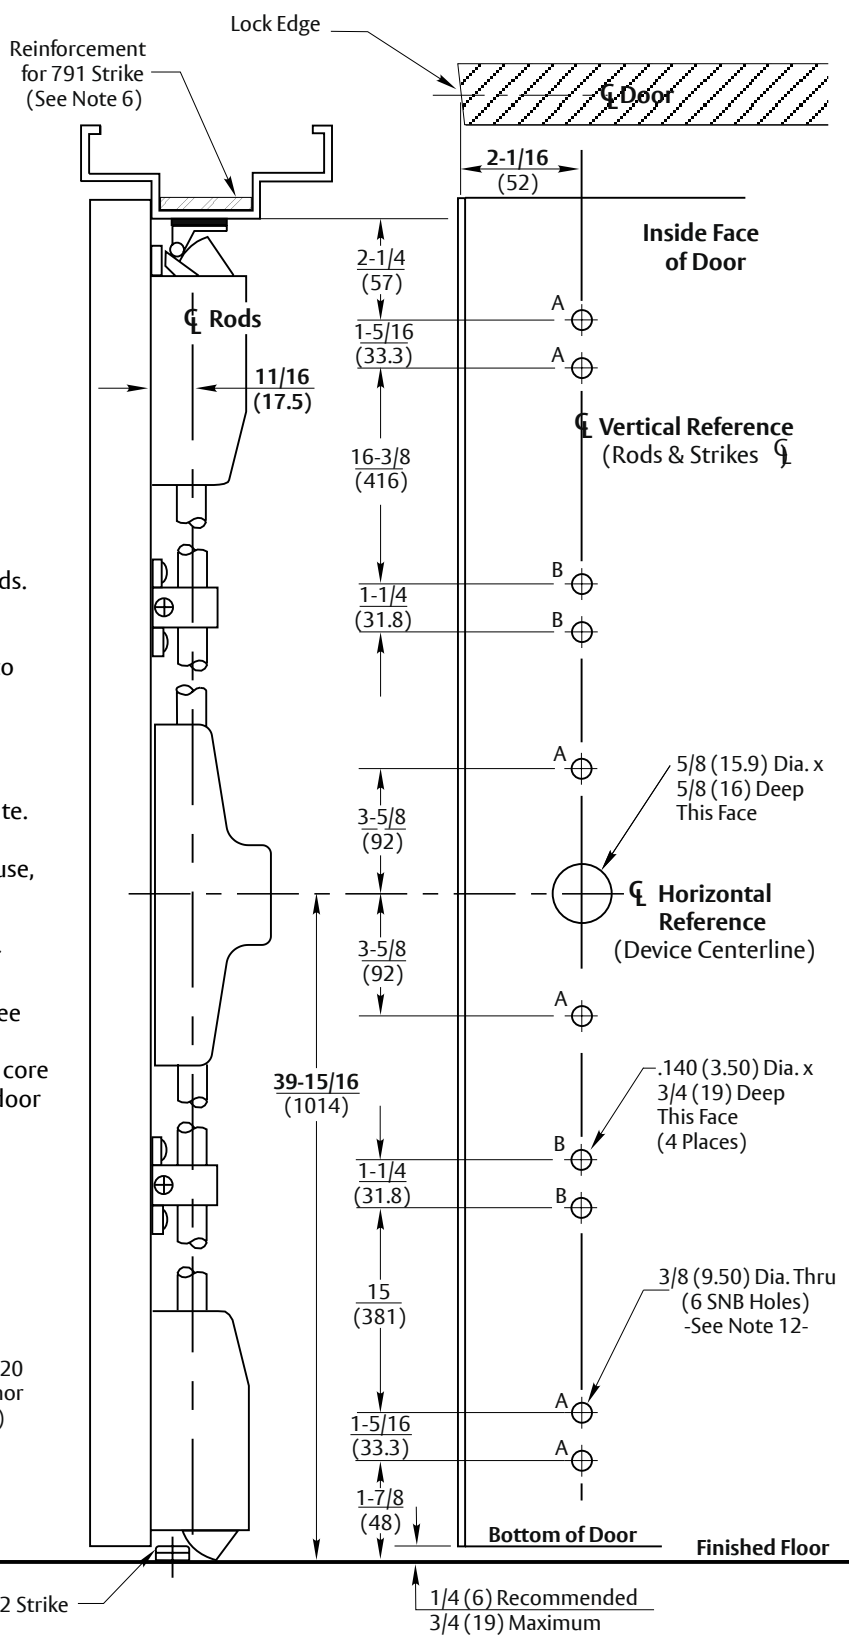 Lock Edge
Reinforcement
for 791 Strike
(See Note 6)
℄ Door
2-1/16
(52)
Inside Face
of Door
2-1/4
(57)
A
℄ Rods
1-5/16
(33.3)
A
11/16
(17.5)
℄ Vertical Reference
(Rods & Strikes ℄)
16-3/8
(416)
ds.
B
1-1/4
(31.8)
B
A
5/8 (15.9) Dia. x
5/8 (16) Deep
This Face
3-5/8
(92)
te.
use,
℄ Horizontal
Reference
(Device Centerline)
3-5/8
(92)
A
ee
core
door
39-15/16
(1014)
.140 (3.50) Dia. x
3/4 (19) Deep
This Face
(4 Places)
B
1-1/4
(31.8)
B
3/8 (9.50) Dia. Thru
(6 SNB Holes)
-See Note 12-
15
(381)
20
nor
)
A
1-5/16
(33.3)
A
1-7/8
(48)
Bottom of Door
Finished Floor
2 Strike
1/4 (6) Recommended
3/4 (19) Maximum